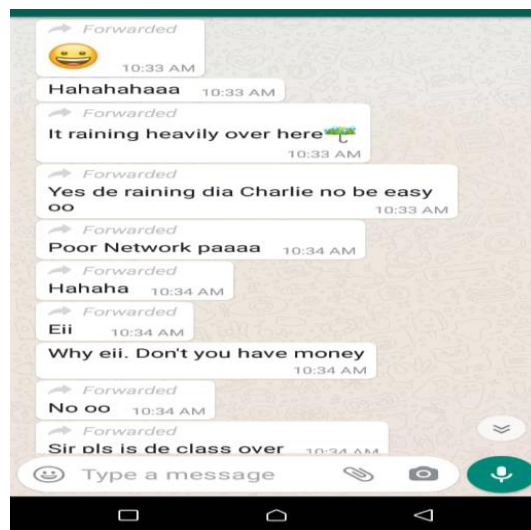 Forwarded
10:33 AM
Hahahahaaa 10:33 AM
Forwarded
It raining heavily over here
10:33 AM
Forwarded
Yes de raining dia Charlie no be easy
oo 10:33 AM
Forwarded
Poor Network paaaa 10:34 AM
Forwarded
Hahaha 10:34 AM
Forwarded
Eii 10:34 AM
Why eii. Don't you have money
10:34 AM
Forwarded
No oo 10:34 AM
Forwarded
Sir pls is de class over 10:34 AM
Type a message